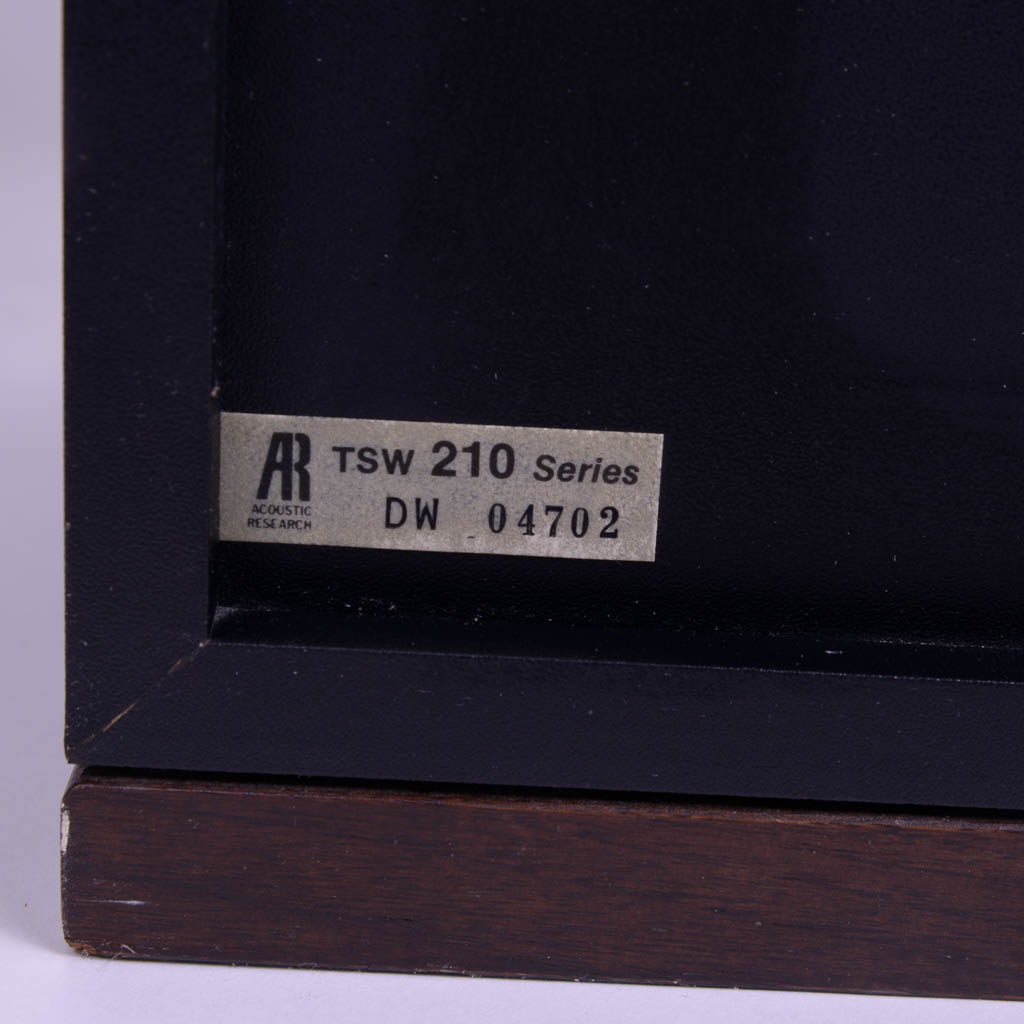 AR TSW 210 Series
ACOUSTIC
RESEARCH
DW 04702